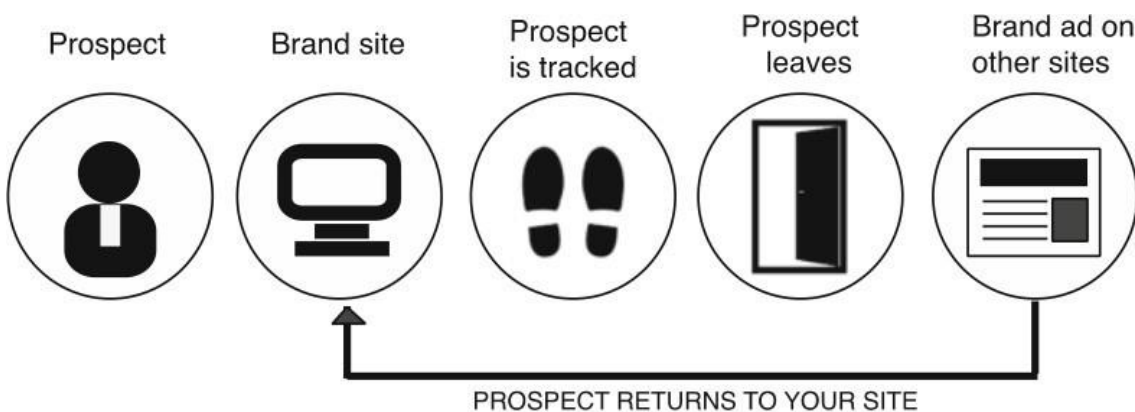 Prospect
Brand site
Prospect
is tracked
Prospect
leaves
Brand ad on
other sites
PROSPECT RETURNS TO YOUR SITE